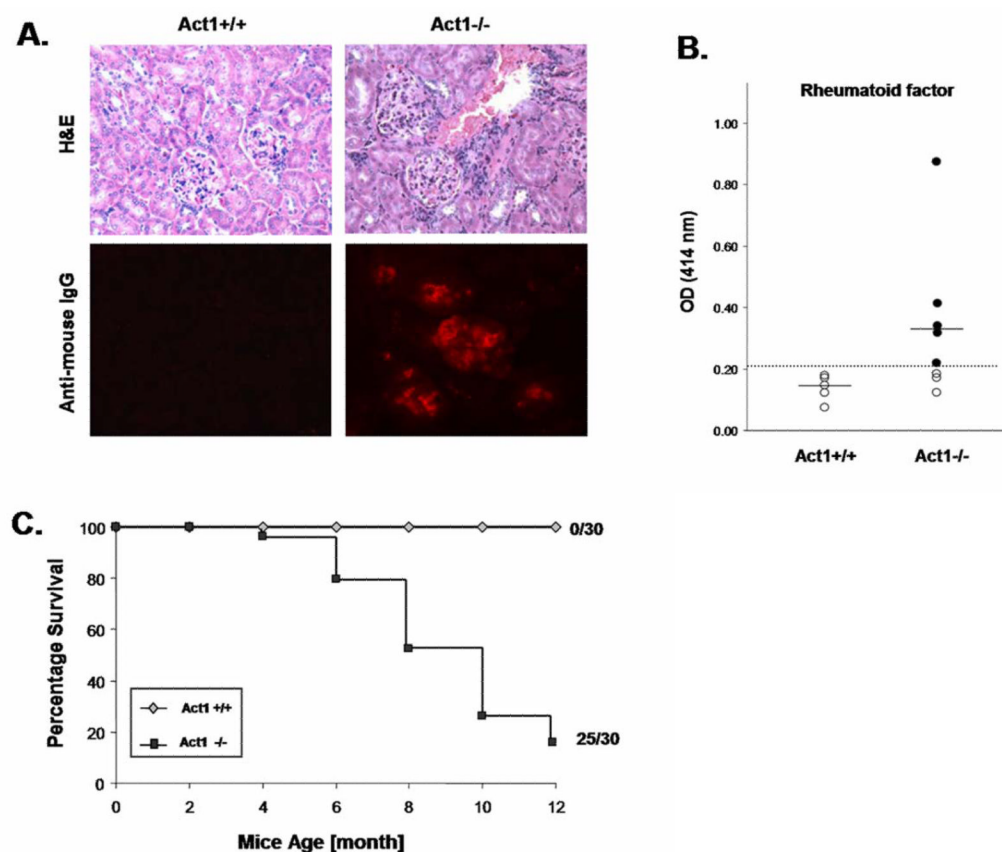 A.
Act1+/+
Act1-/-
H&E
Anti-mouse IgG
B.
Rheumatoid factor
OD (414 nm)
1.00
0.80
0.60
0.40
0.20
0.00
Act1+/+
Act1-/-
C.
Percentage Survival
100
80
60
40
20
0
0/30
25/30
Act1 +/+
Act1 -/-
0 2 4 6 8 10 12
Mice Age [month]